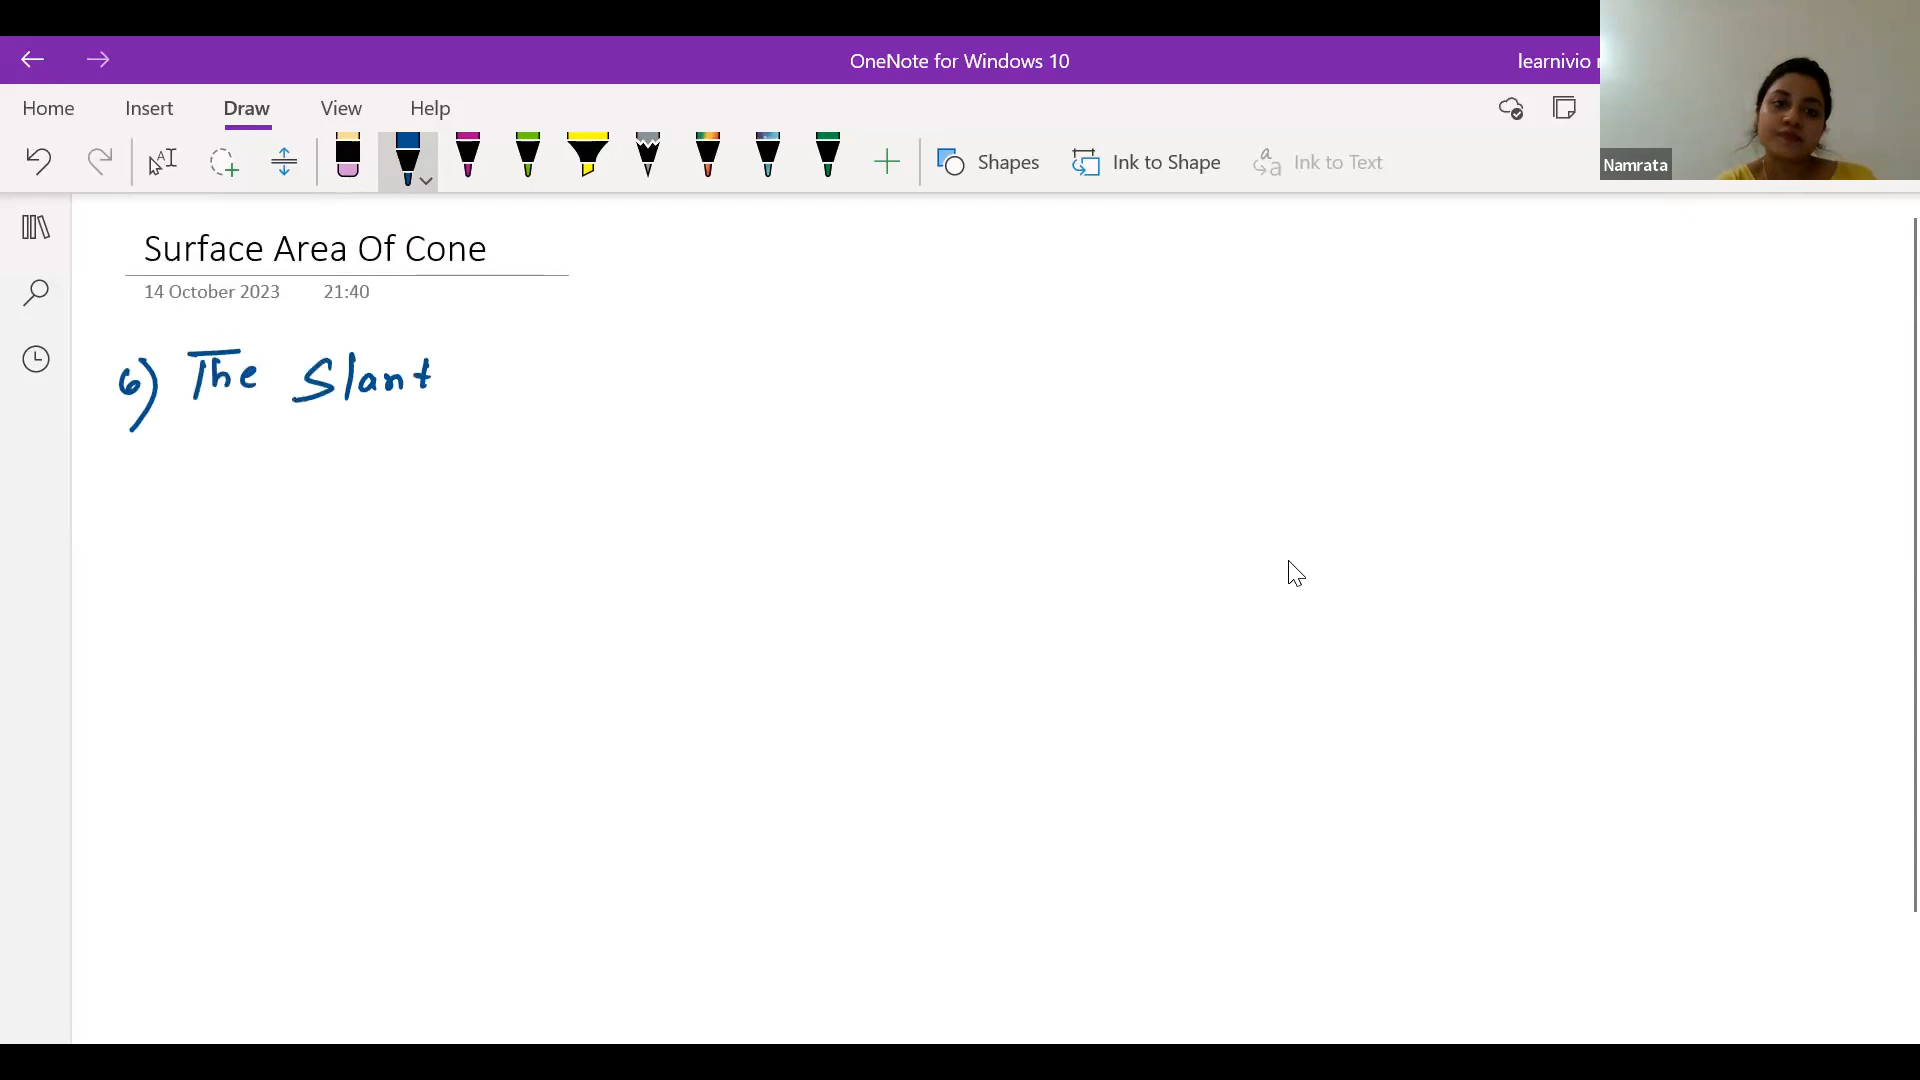 OneNote for Windows 10
learnivio
Home Insert Draw View Help
Shapes Ink to Shape Ink to Text
Namrata
Surface Area Of Cone
14 October 2023 21:40
6) The Slant